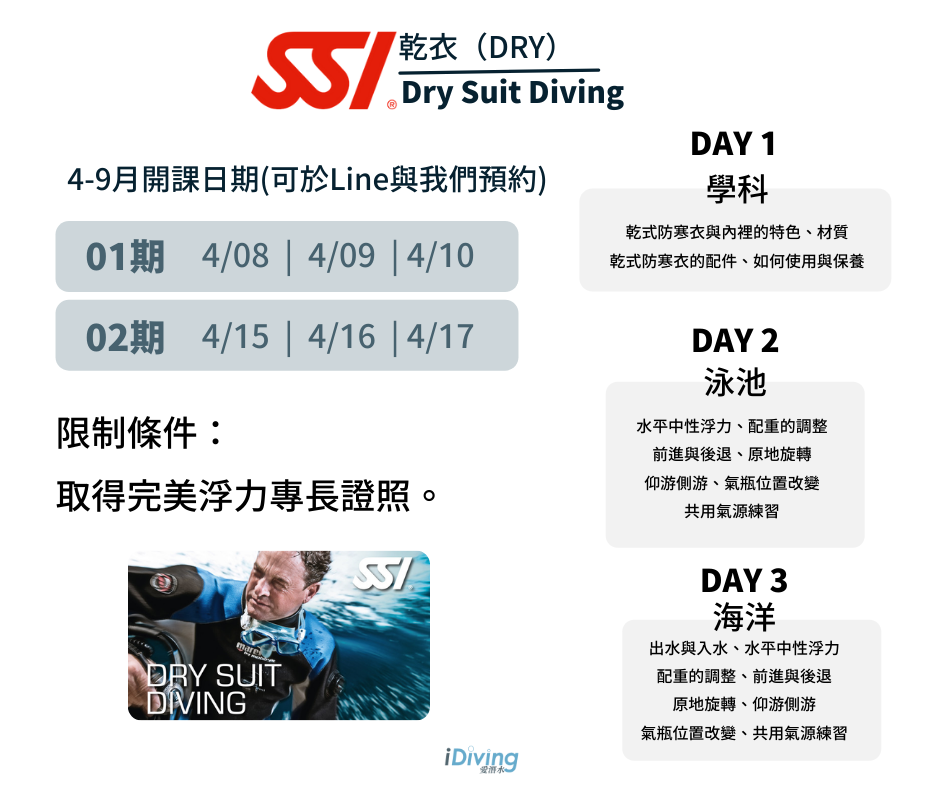 SSI
®
乾衣（DRY）
Dry Suit Diving
4-9月開課日期(可於Line與我們預約)
01期 4/08 | 4/09 | 4/10
02期 4/15 | 4/16 | 4/17
限制條件：
取得完美浮力專長證照。
SSI
mares
DRY SUIT
DIVING
DAY 1
學科
乾式防寒衣與內裡的特色、材質
乾式防寒衣的配件、如何使用與保養
DAY 2
泳池
水平中性浮力、配重的調整
前進與後退、原地旋轉
仰游側游、氣瓶位置改變
共用氣源練習
DAY 3
海洋
出水與入水、水平中性浮力
配重的調整、前進與後退
原地旋轉、仰游側游
氣瓶位置改變、共用氣源練習
iDiving
愛潛水